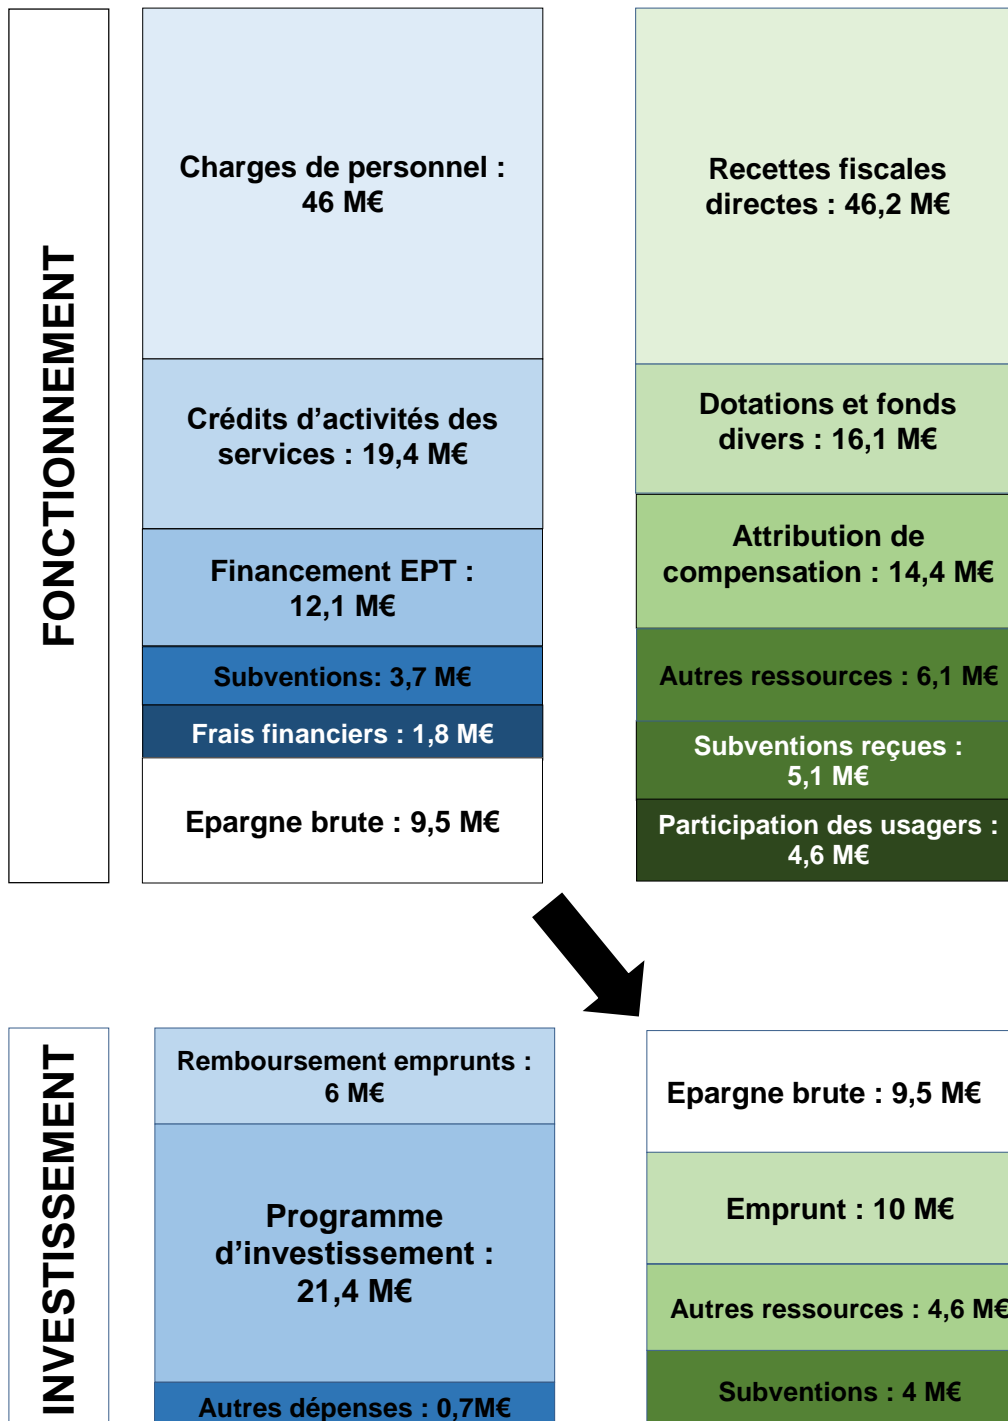 FONCTIONNEMENT
Charges de personnel :
46 M€
Crédits d’activités des
services : 19,4 M€
Financement EPT :
12,1 M€
Subventions: 3,7 M€
Frais financiers : 1,8 M€
Epargne brute : 9,5 M€
Recettes fiscales
directes : 46,2 M€
Dotations et fonds
divers : 16,1 M€
Attribution de
compensation : 14,4 M€
Autres ressources : 6,1 M€
Subventions reçues :
5,1 M€
Participation des usagers :
4,6 M€
INVESTISSEMENT
Remboursement emprunts :
6 M€
Programme
d’investissement :
21,4 M€
Autres dépenses : 0,7M€
Epargne brute : 9,5 M€
Emprunt : 10 M€
Autres ressources : 4,6 M€
Subventions : 4 M€